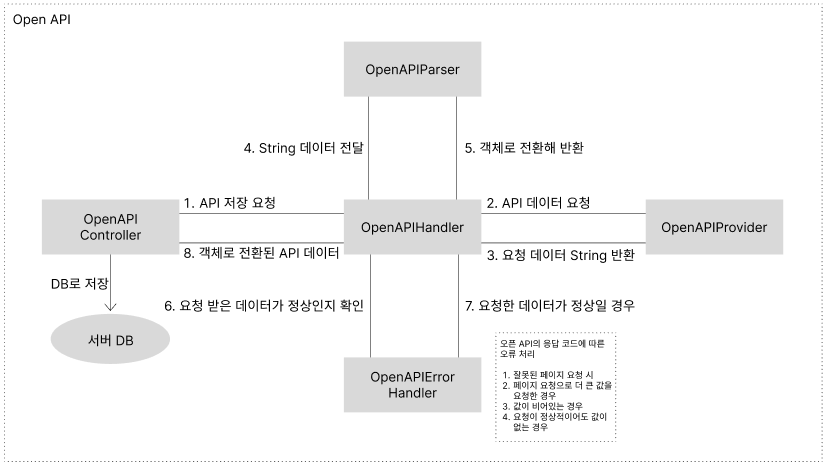 Open API
OpenAPIParser
4. String 데이터 전달
5. 객체로 전환해 반환
1. API 저장 요청
2. API 데이터 요청
OpenAPI
Controller
OpenAPIHandler
OpenAPIProvider
8. 객체로 전환된 API 데이터
3. 요청 데이터 String 반환
DB로 저장
6. 요청 받은 데이터가 정상인지 확인
7. 요청한 데이터가 정상일 경우
서버 DB
오픈 API의 응답 코드에 따른
오류 처리
1. 잘못된 페이지 요청 시
2. 페이지 요청으로 더 큰 값을
요청한 경우
3. 값이 비어있는 경우
4. 요청이 정상적이어도 값이
없는 경우
OpenAPIError
Handler